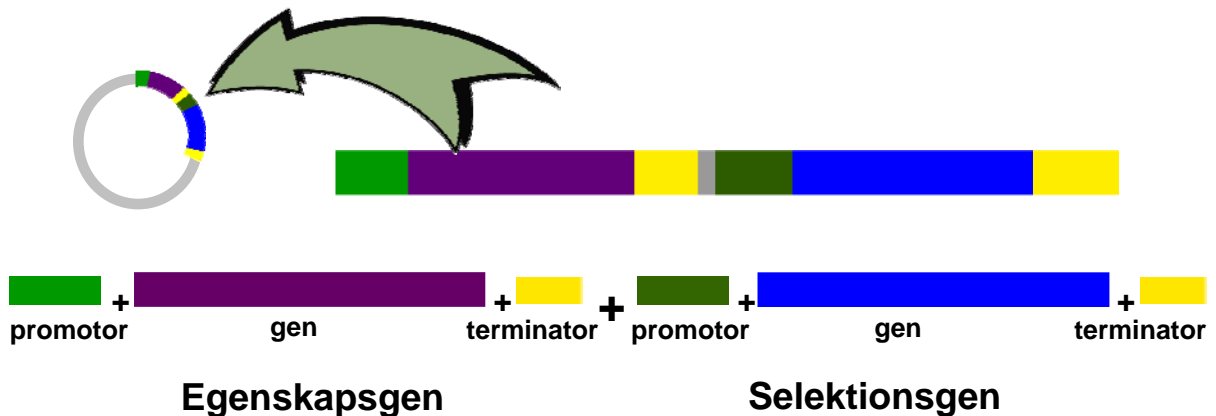 + + + + +
promotor gen terminator promotor gen terminator
Egenskapsgen Selektionsgen